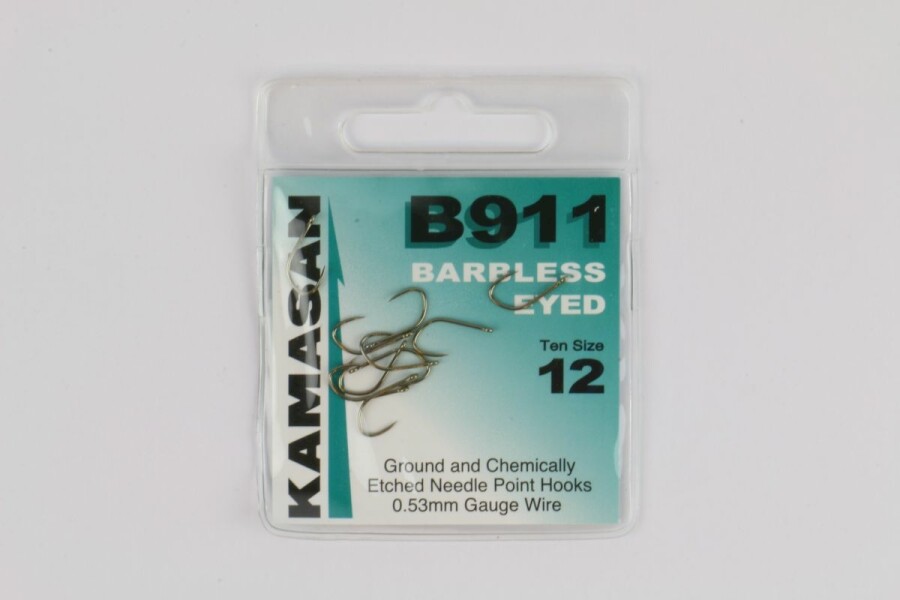 KAMASAN
B911
BARBLESS
EYED
Ten Size
12
Ground and Chemically
Etched Needle Point Hooks
0.53mm Gauge Wire